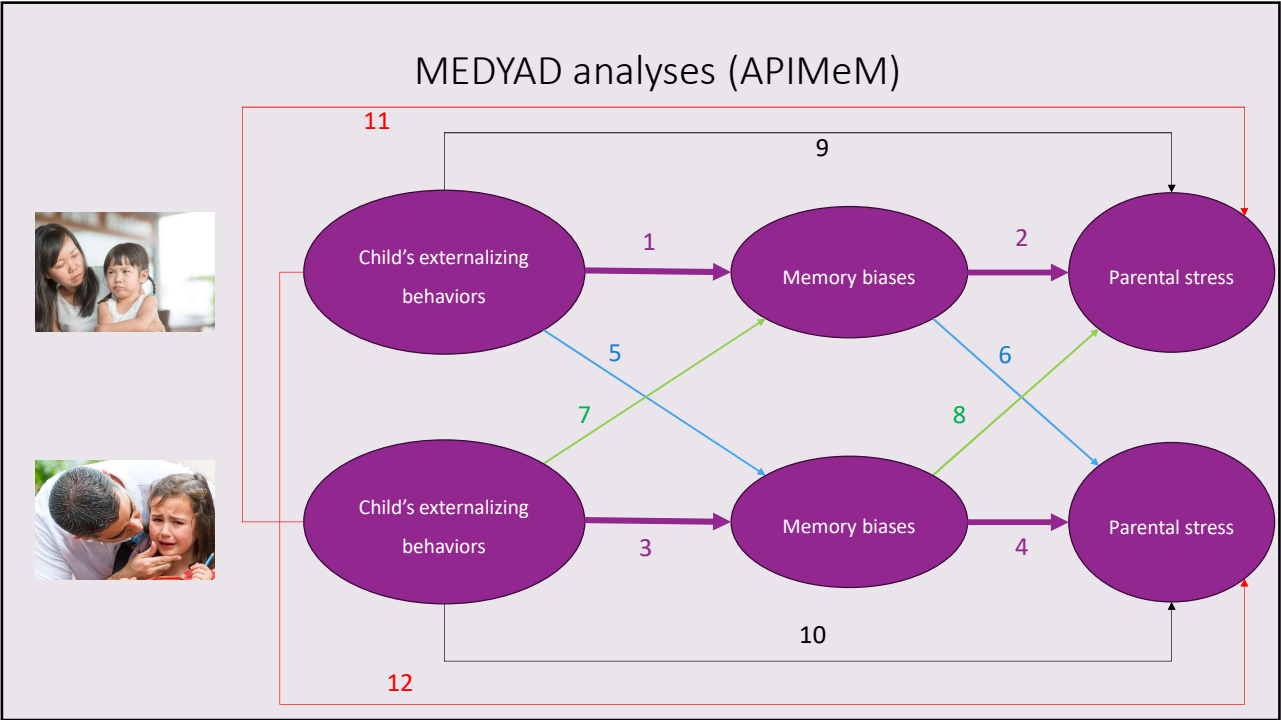 MEDYAD analyses (APIMeM)
11
9
1
2
Child’s externalizing
behaviors
Memory biases
Parental stress
5
6
7
8
Child’s externalizing
behaviors
Memory biases
Parental stress
3
4
10
12